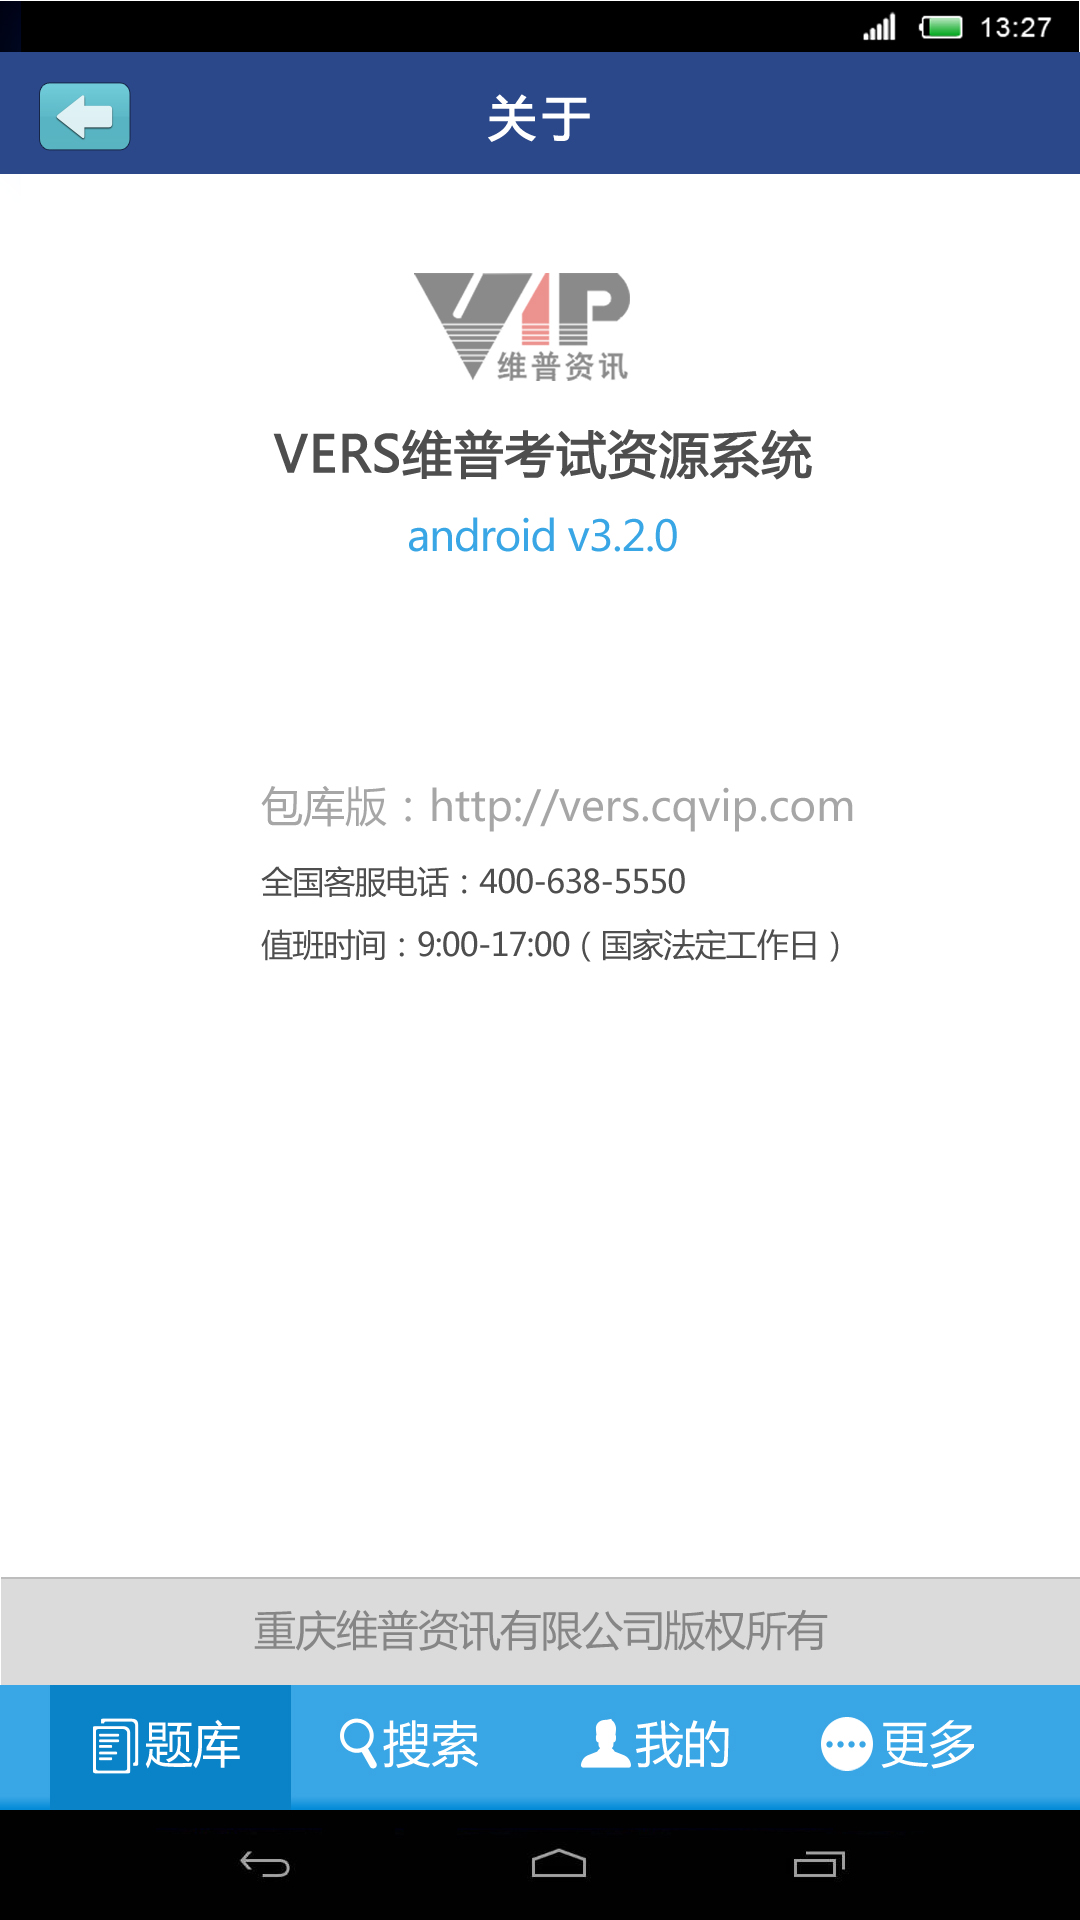 13:27
关于
VIP
维普资讯
VERS维普考试资源系统
android v3.2.0
包库版：http://vers.cqvip.com
全国客服电话：400-638-5550
值班时间：9:00-17:00（国家法定工作日）
重庆维普资讯有限公司版权所有
题库 搜索 我的 更多